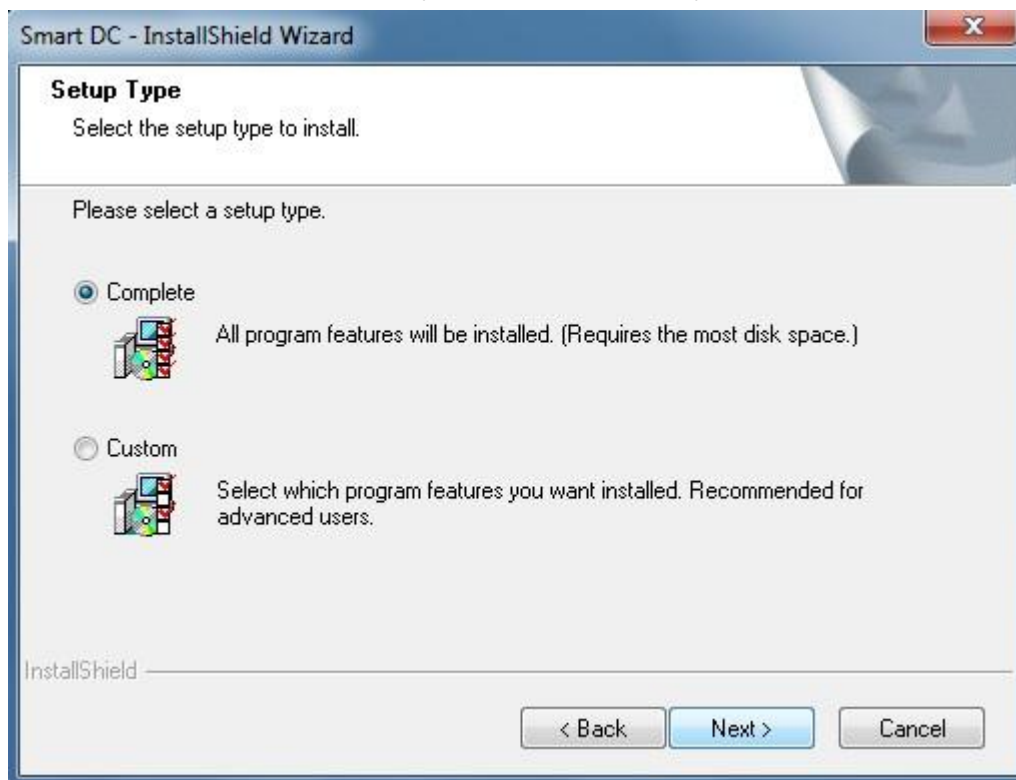 Smart DC - InstallShield Wizard
Setup Type
Select the setup type to install.
Please select a setup type.
Complete
All program features will be installed. (Requires the most disk space.)
Custom
Select which program features you want installed. Recommended for
advanced users.
InstallShield
< Back
Next >
Cancel